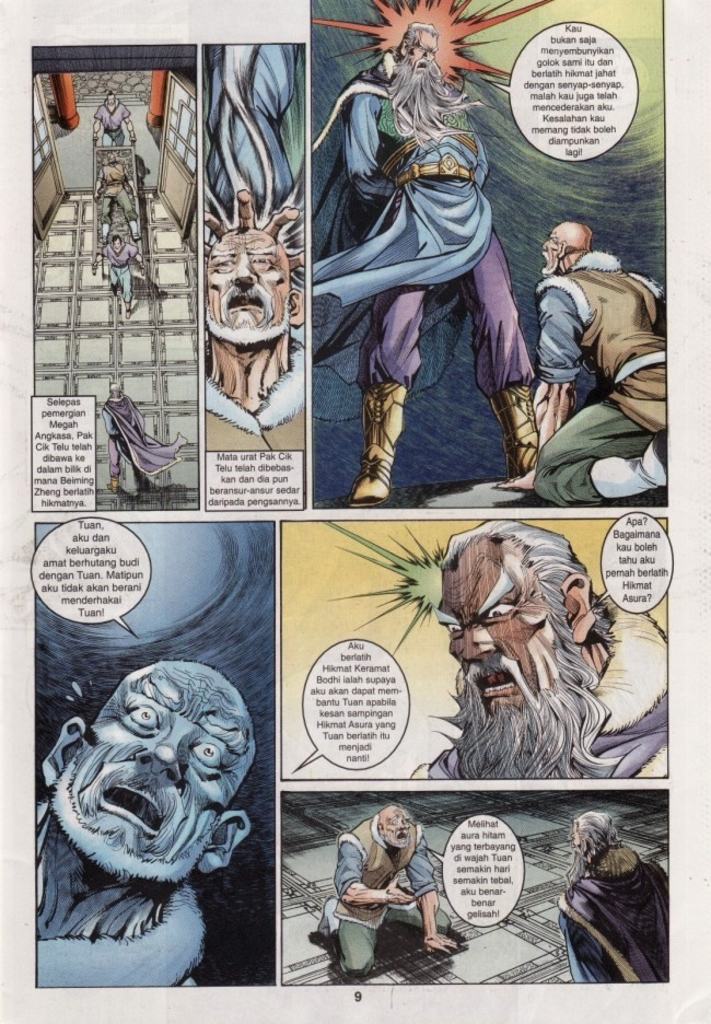 Selepas
pemergian
Megah
Angkasa, Pak
Cik Telu telah
dibawa ke
dalam bilik di
mana Beiming
Zheng berlatih
hikmatnya.
Mata urat Pak Cik
Telu telah dibebas-
kan dan dia pun
beransur-ansur sedar
daripada pengsannya.
Kau
bukan saja
menyembunyikan
golok sami itu dan
berlatih hikmat jahat
dengan senyap-senyap,
malah kau juga telah
mencederakan aku.
Kesalahan kau
memang tidak boleh
diampunkan
lagi!
Tuan,
aku dan
keluargaku
amat berhutang budi
dengan Tuan. Matipun
aku tidak akan berani
menderhakai
Tuan!
Apa?
Bagaimana
kau boleh
tahu aku
pernah berlatih
Hikmat
Asura?
Aku
berlatih
Hikmat Keramat
Bodhi ialah supaya
aku akan dapat mem-
bantu Tuan apabila
kesan sampingan
Hikmat Asura yang
Tuan berlatih itu
menjadi
nanti!
Melihat
aura hitam
yang terbayang
di wajah Tuan
semakin hari
semakin tebal,
aku benar-
benar
gelisah!
9